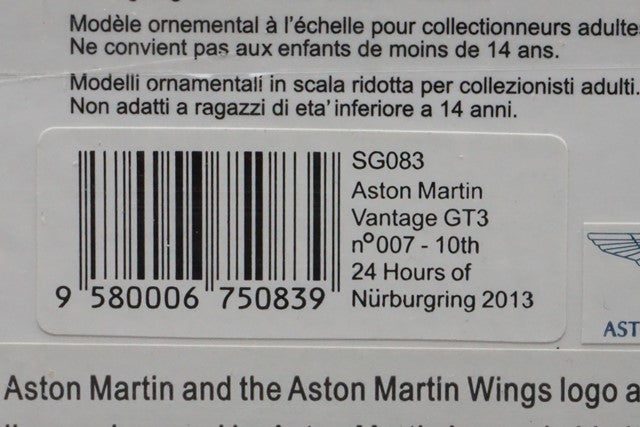 Modèle ornemental à l'échelle pour collectionneurs adulte
Ne convient pas aux enfants de moins de 14 ans.
Modelli ornamentali in scala ridotta per collezionisti adulti.
Non adatti a ragazzi di eta' inferiore a 14 anni.
SG083
Aston Martin
Vantage GT3
nº007 - 10th
24 Hours of
Nürburgring 2013
9 580006 750839
AST
Aston Martin and the Aston Martin Wings logo a